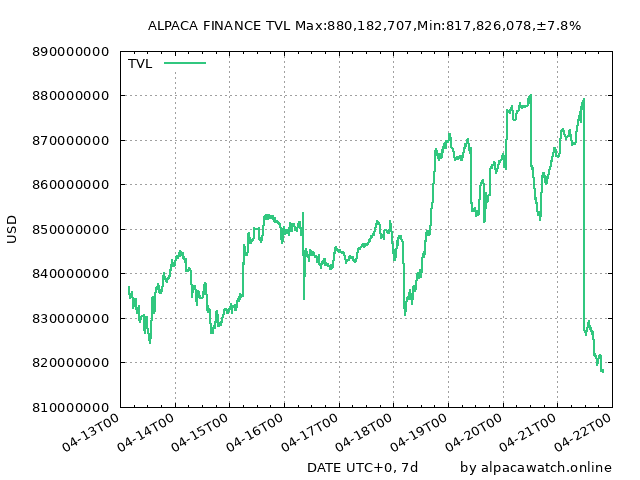 ALPACA FINANCE TVL Max:880,182,707,Min:817,826,078,±7.8%
890000000
TVL
880000000
870000000
860000000
850000000
840000000
830000000
820000000
810000000
USD
04-13T00
04-14T00
04-15T00
04-16T00
04-17T00
04-18T00
04-19T00
04-20T00
04-21T00
04-22T00
DATE UTC+0, 7d
by alpacawatch.online